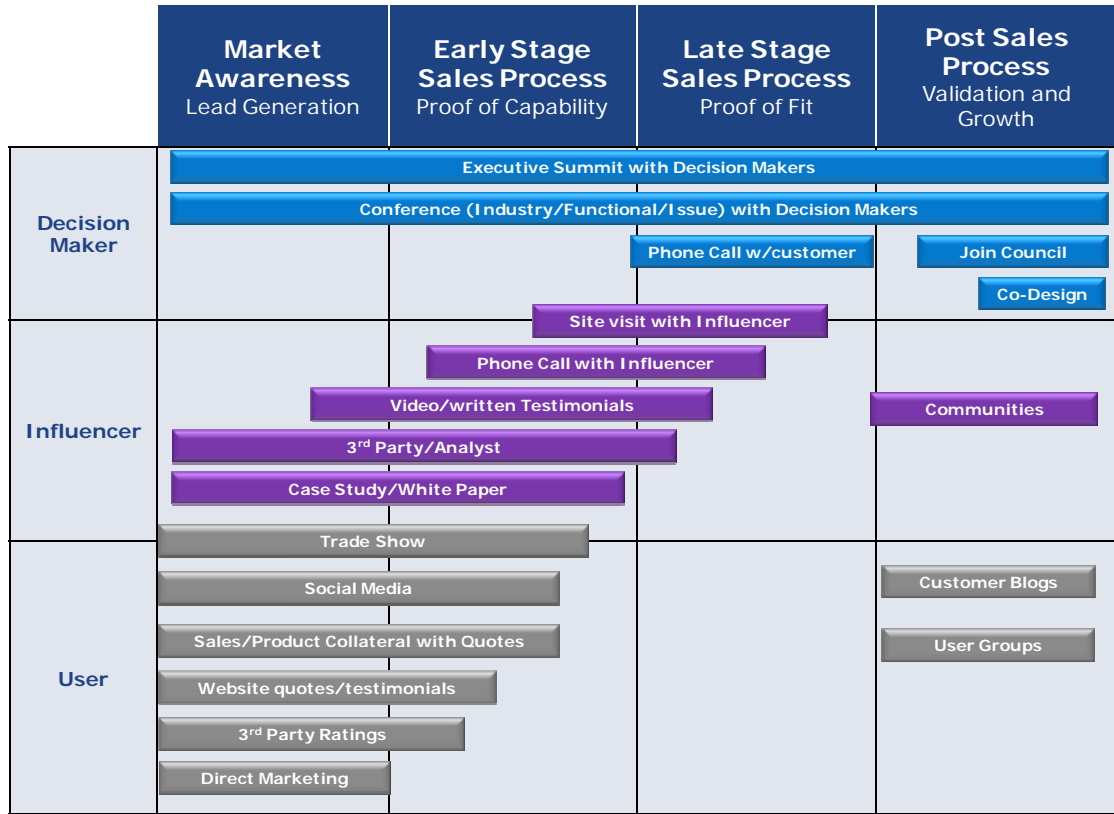 Market
Awareness
Lead Generation
Early Stage
Sales Process
Proof of Capability
Late Stage
Sales Process
Proof of Fit
Post Sales
Process
Validation and
Growth
Decision
Maker
Executive Summit with Decision Makers
Conference (Industry/Functional/Issue) with Decision Makers
Phone Call w/customer
Join Council
Co-Design
Influencer
Site visit with Influencer
Phone Call with Influencer
Video/written Testimonials
Communities
3rd Party/Analyst
Case Study/White Paper
User
Trade Show
Social Media
Customer Blogs
Sales/Product Collateral with Quotes
User Groups
Website quotes/testimonials
3rd Party Ratings
Direct Marketing